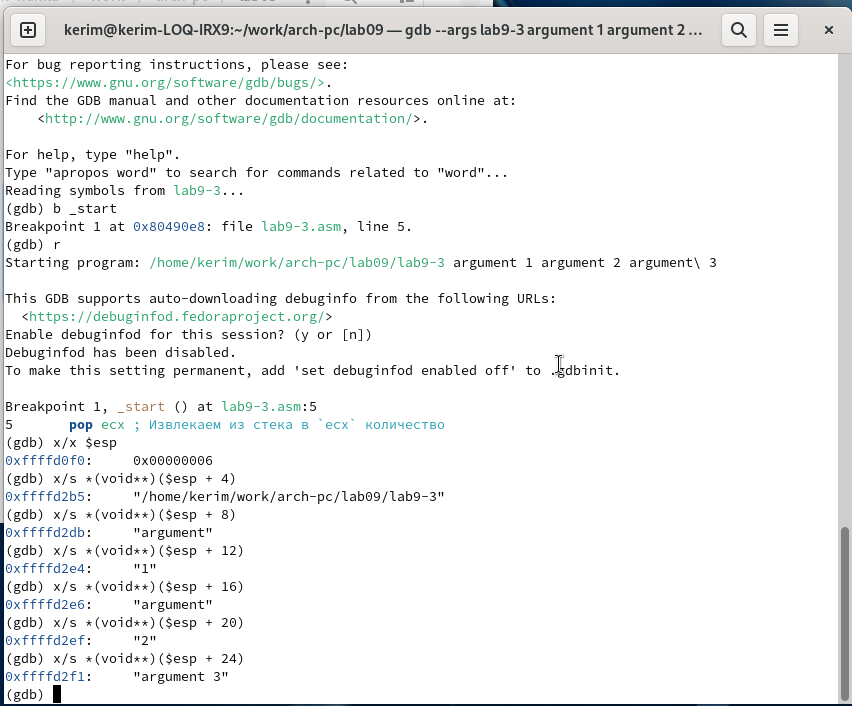 kerim@kerim-LOQ-IRX9:~/work/arch-pc/lab09 — gdb --args lab9-3 argument 1 argument 2 ...
For bug reporting instructions, please see:
<https://www.gnu.org/software/gdb/bugs/>.
Find the GDB manual and other documentation resources online at:
    <http://www.gnu.org/software/gdb/documentation/>.

For help, type "help".
Type "apropos word" to search for commands related to "word"...
Reading symbols from lab9-3...
(gdb) b _start
Breakpoint 1 at 0x80490e8: file lab9-3.asm, line 5.
(gdb) r
Starting program: /home/kerim/work/arch-pc/lab09/lab9-3 argument 1 argument 2 argument\ 3

This GDB supports auto-downloading debuginfo from the following URLs:
  <https://debuginfod.fedoraproject.org/>
Enable debuginfod for this session? (y or [n])
Debuginfod has been disabled.
To make this setting permanent, add 'set debuginfod enabled off' to .gdbinit.

Breakpoint 1, _start () at lab9-3.asm:5
5       pop ecx ; Извлекаем из стека в `ecx` количество
(gdb) x/x $esp
0xffffd0f0:     0x00000006
(gdb) x/s *(void**)($esp + 4)
0xffffd2b5:     "/home/kerim/work/arch-pc/lab09/lab9-3"
(gdb) x/s *(void**)($esp + 8)
0xffffd2db:     "argument"
(gdb) x/s *(void**)($esp + 12)
0xffffd2e4:     "1"
(gdb) x/s *(void**)($esp + 16)
0xffffd2e6:     "argument"
(gdb) x/s *(void**)($esp + 20)
0xffffd2ef:     "2"
(gdb) x/s *(void**)($esp + 24)
0xffffd2f1:     "argument 3"
(gdb)